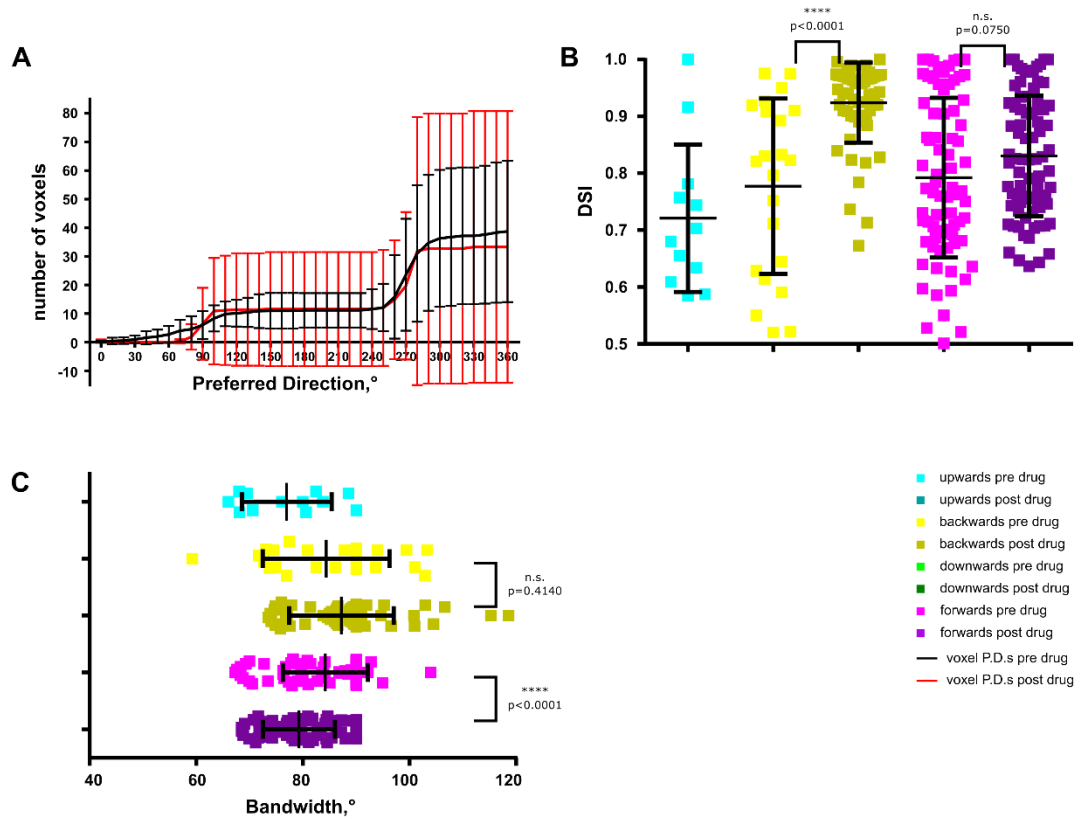 A
number of voxels
80
70
60
50
40
30
20
10
0
-10
0 30 60 90 120 150 180 210 240 270 300 330 360
Preferred Direction,°
B
****
p<0.0001
n.s.
p=0.0750
DSI
1.0
0.9
0.8
0.7
0.6
0.5
C
n.s.
p=0.4140
****
p<0.0001
40 60 80 100 120
Bandwidth,°
upwards pre drug
upwards post drug
backwards pre drug
backwards post drug
downwards pre drug
downwards post drug
forwards pre drug
forwards post drug
voxel P.D.s pre drug
voxel P.D.s post drug